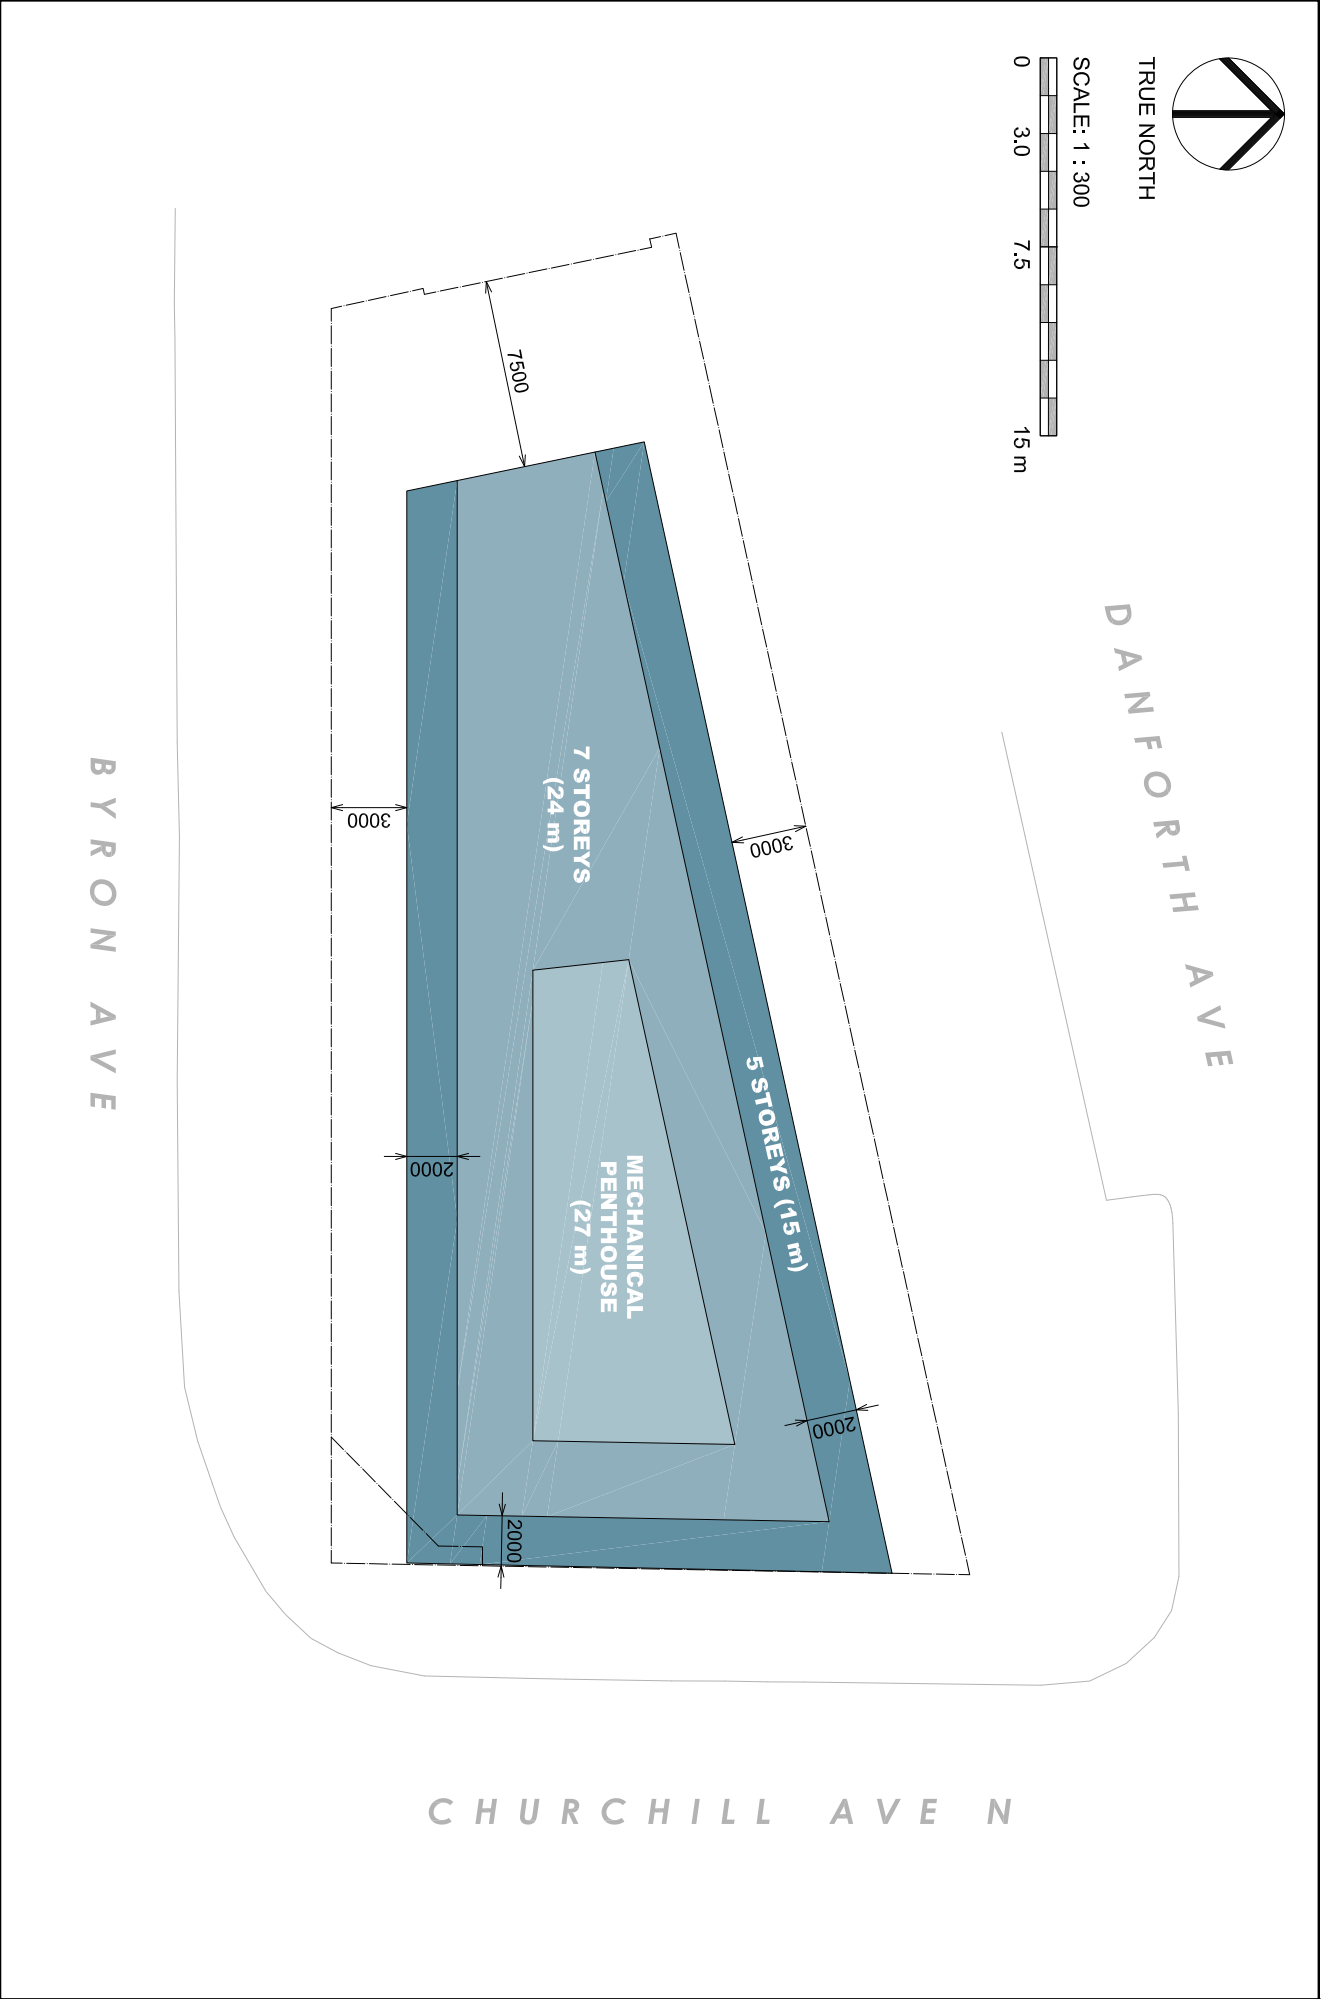 TRUE NORTH
SCALE: 1 : 300
0 3.0 7.5 15 m
DANFORTH AVE
7500
3000
3000
7 STOREYS
(24 m)
5 STOREYS (15 m)
MECHANICAL
PENTHOUSE
(27 m)
2000
2000
2000
BYRON AVE
CHURCHILL AVE N